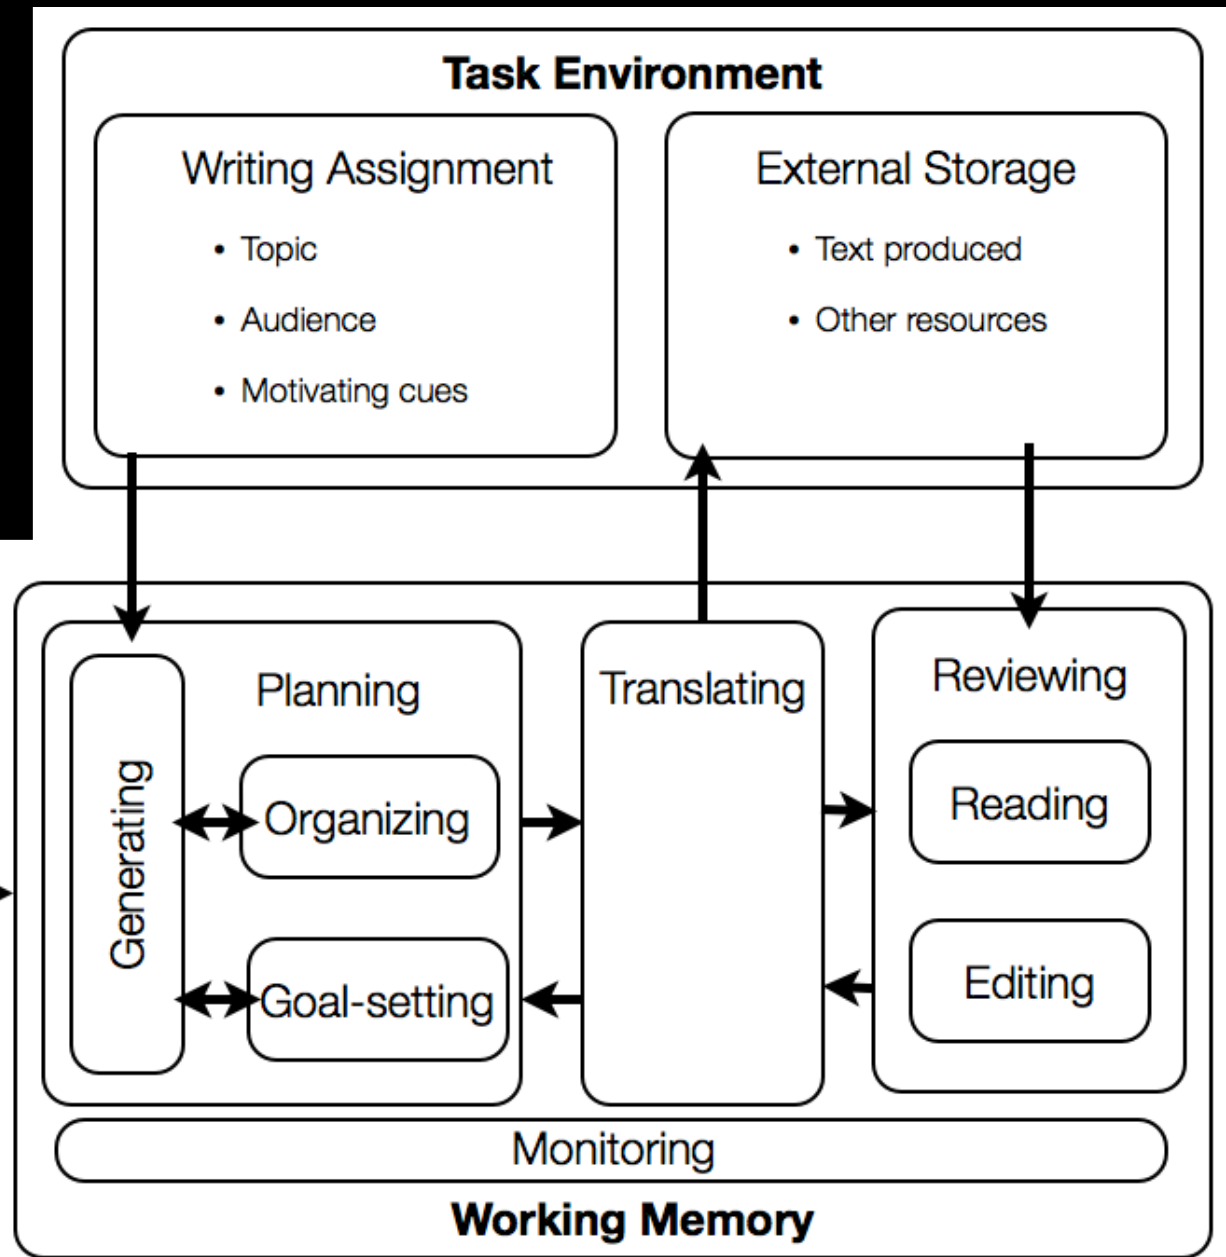 Task Environment
Writing Assignment
• Topic
• Audience
• Motivating cues
External Storage
• Text produced
• Other resources
Planning
Generating
Organizing
Goal-setting
Translating
Reviewing
Reading
Editing
Monitoring
Working Memory